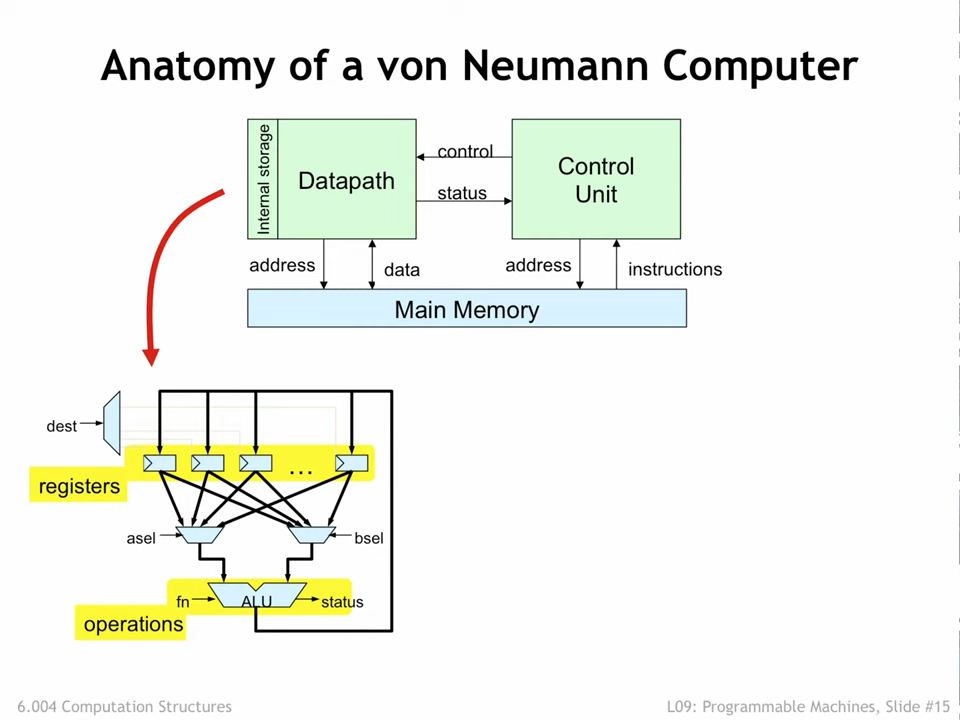 Anatomy of a von Neumann Computer
Internal storage
Datapath
control
status
Control
Unit
address
data
address
instructions
Main Memory
dest
...
registers
asel
bsel
fn
ALU
status
operations
6.004 Computation Structures
L09: Programmable Machines, Slide #15